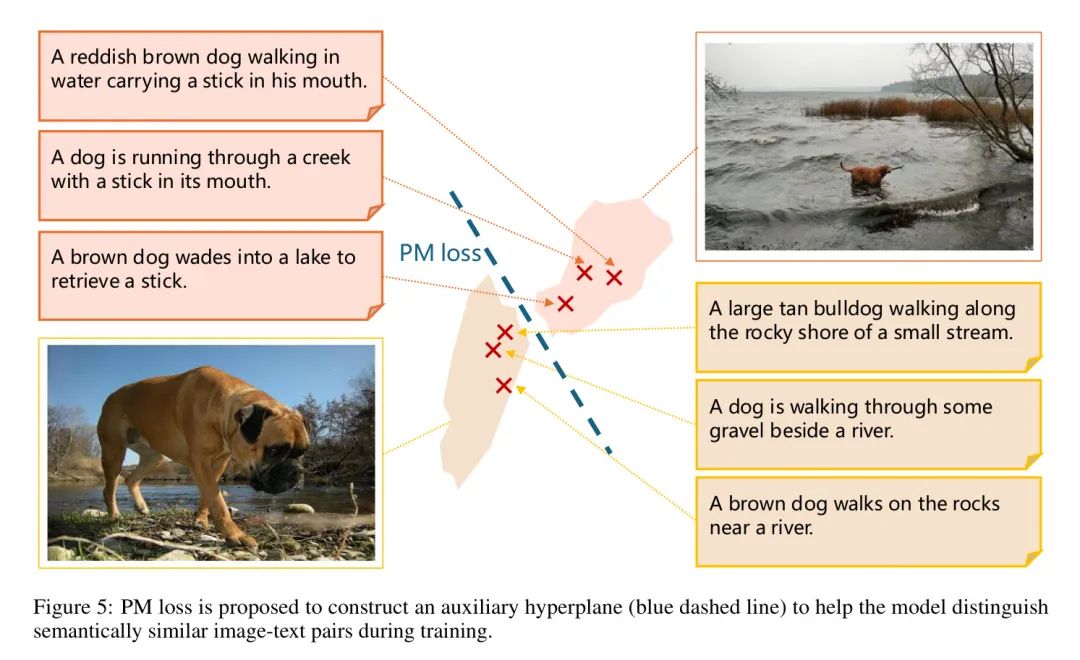 A reddish brown dog walking in
water carrying a stick in his mouth.
A dog is running through a creek
with a stick in its mouth.
A brown dog wades into a lake to
retrieve a stick.
PM loss
A large tan bulldog walking along
the rocky shore of a small stream.
A dog is walking through some
gravel beside a river.
A brown dog walks on the rocks
near a river.
Figure 5: PM loss is proposed to construct an auxiliary hyperplane (blue dashed line) to help the model distinguish
semantically similar image-text pairs during training.